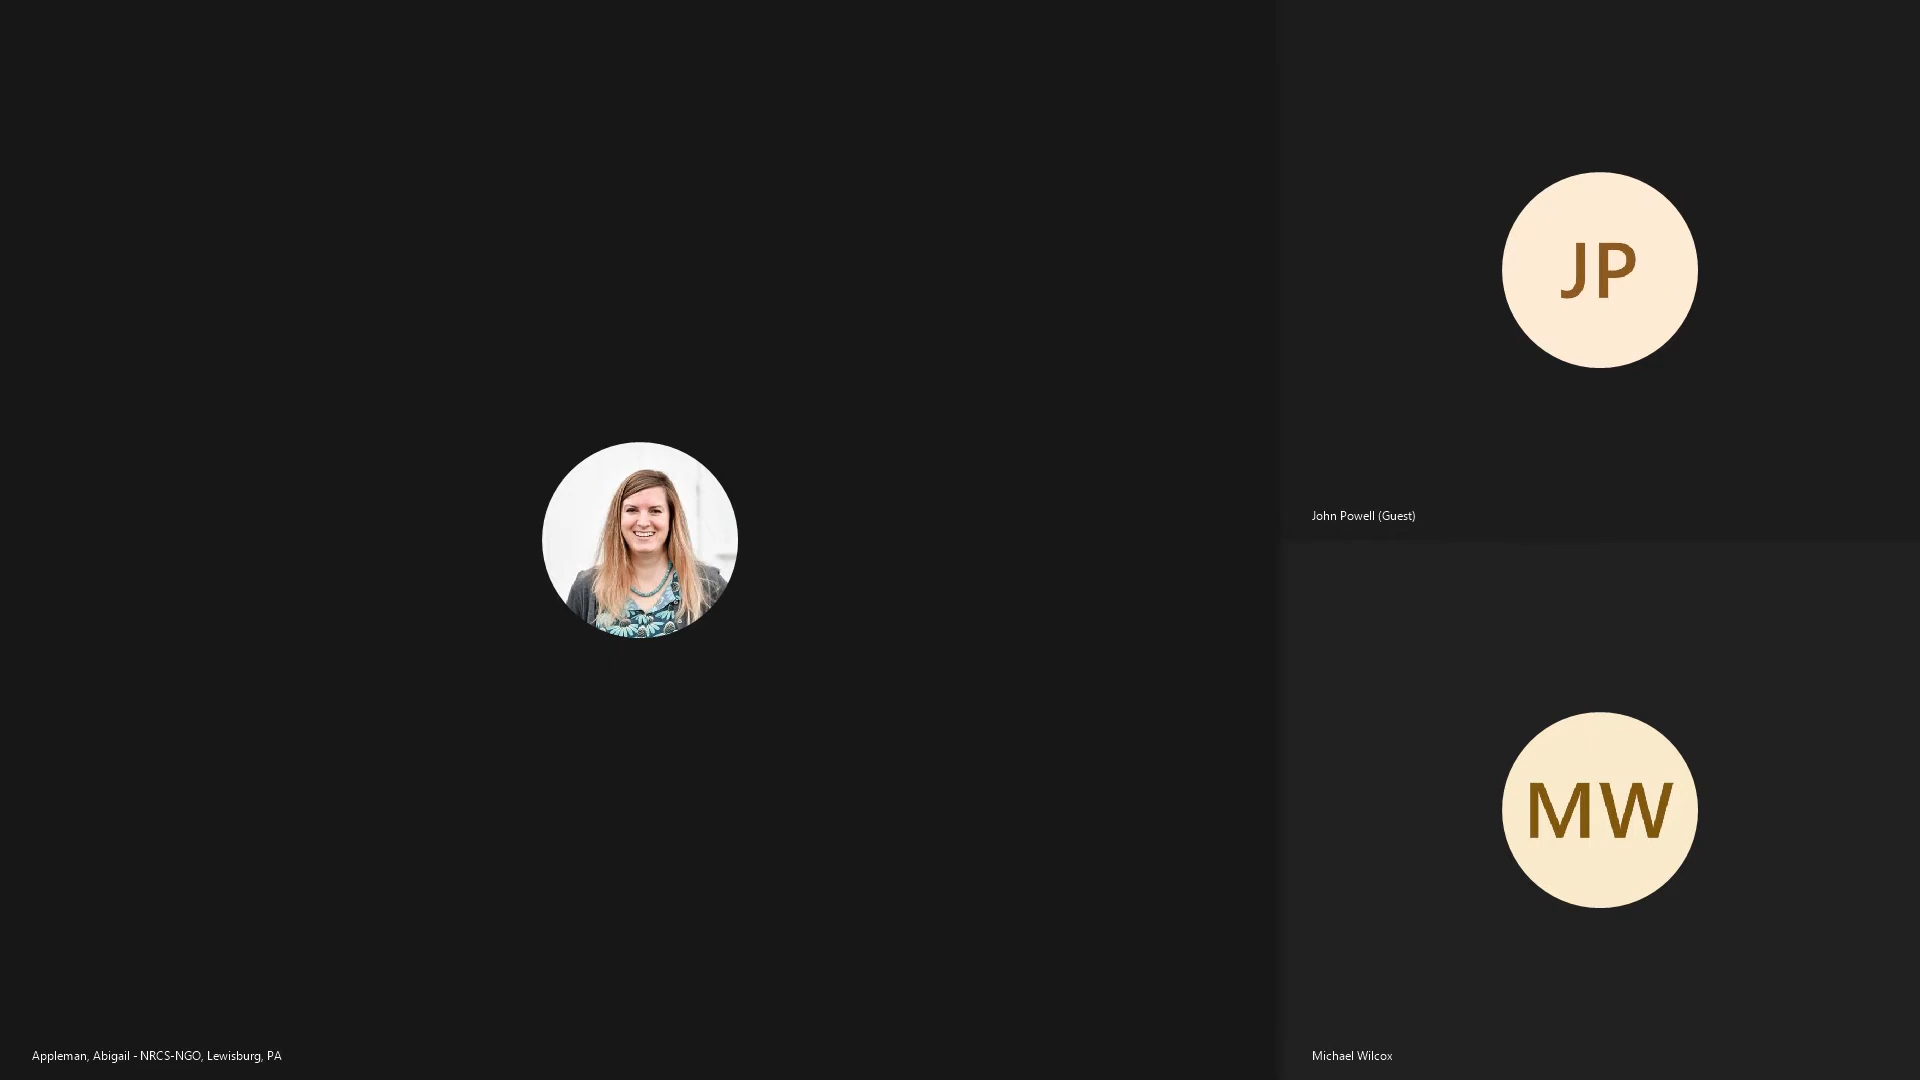 JP
John Powell (Guest)
MW
Appleman, Abigail - NRCS-NGO, Lewisburg, PA
Michael Wilcox